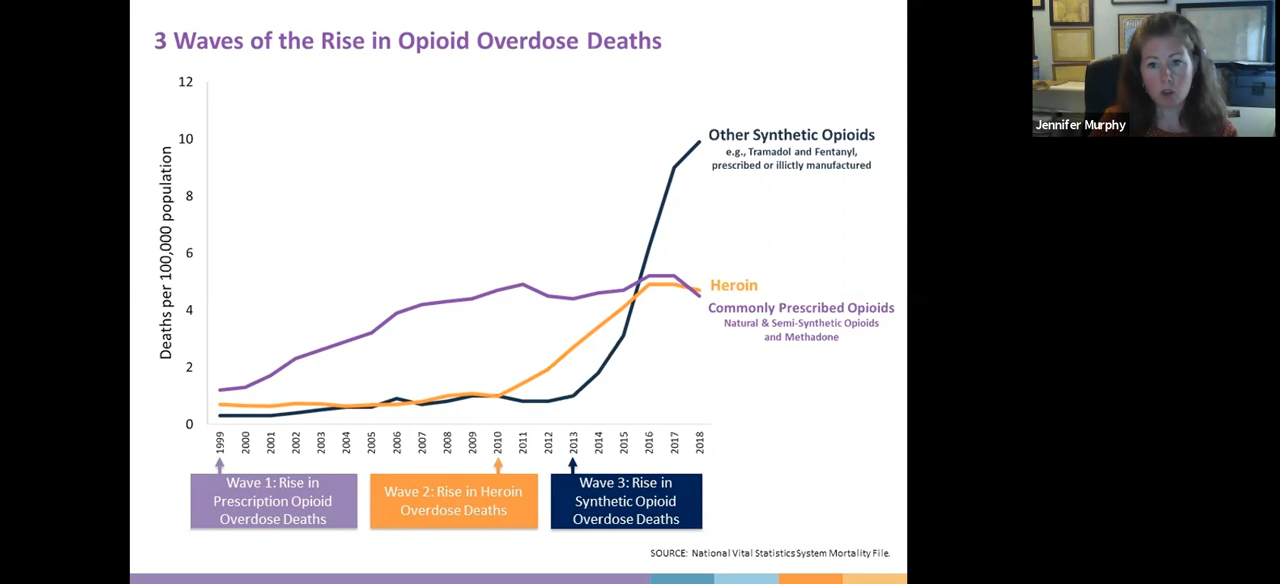 3 Waves of the Rise in Opioid Overdose Deaths
Deaths per 100,000 population
12
10
8
6
4
2
0
1999 2000 2001 2002 2003 2004 2005 2006 2007 2008 2009 2010 2011 2012 2013 2014 2015 2016 2017 2018
Other Synthetic Opioids
e.g., Tramadol and Fentanyl,
prescribed or illictly manufactured
Heroin
Commonly Prescribed Opioids
Natural & Semi-Synthetic Opioids
and Methadone
Wave 1: Rise in
Prescription Opioid
Overdose Deaths
Wave 2: Rise in Heroin
Overdose Deaths
Wave 3: Rise in
Synthetic Opioid
Overdose Deaths
SOURCE: National Vital Statistics System Mortality File.
Jennifer Murphy